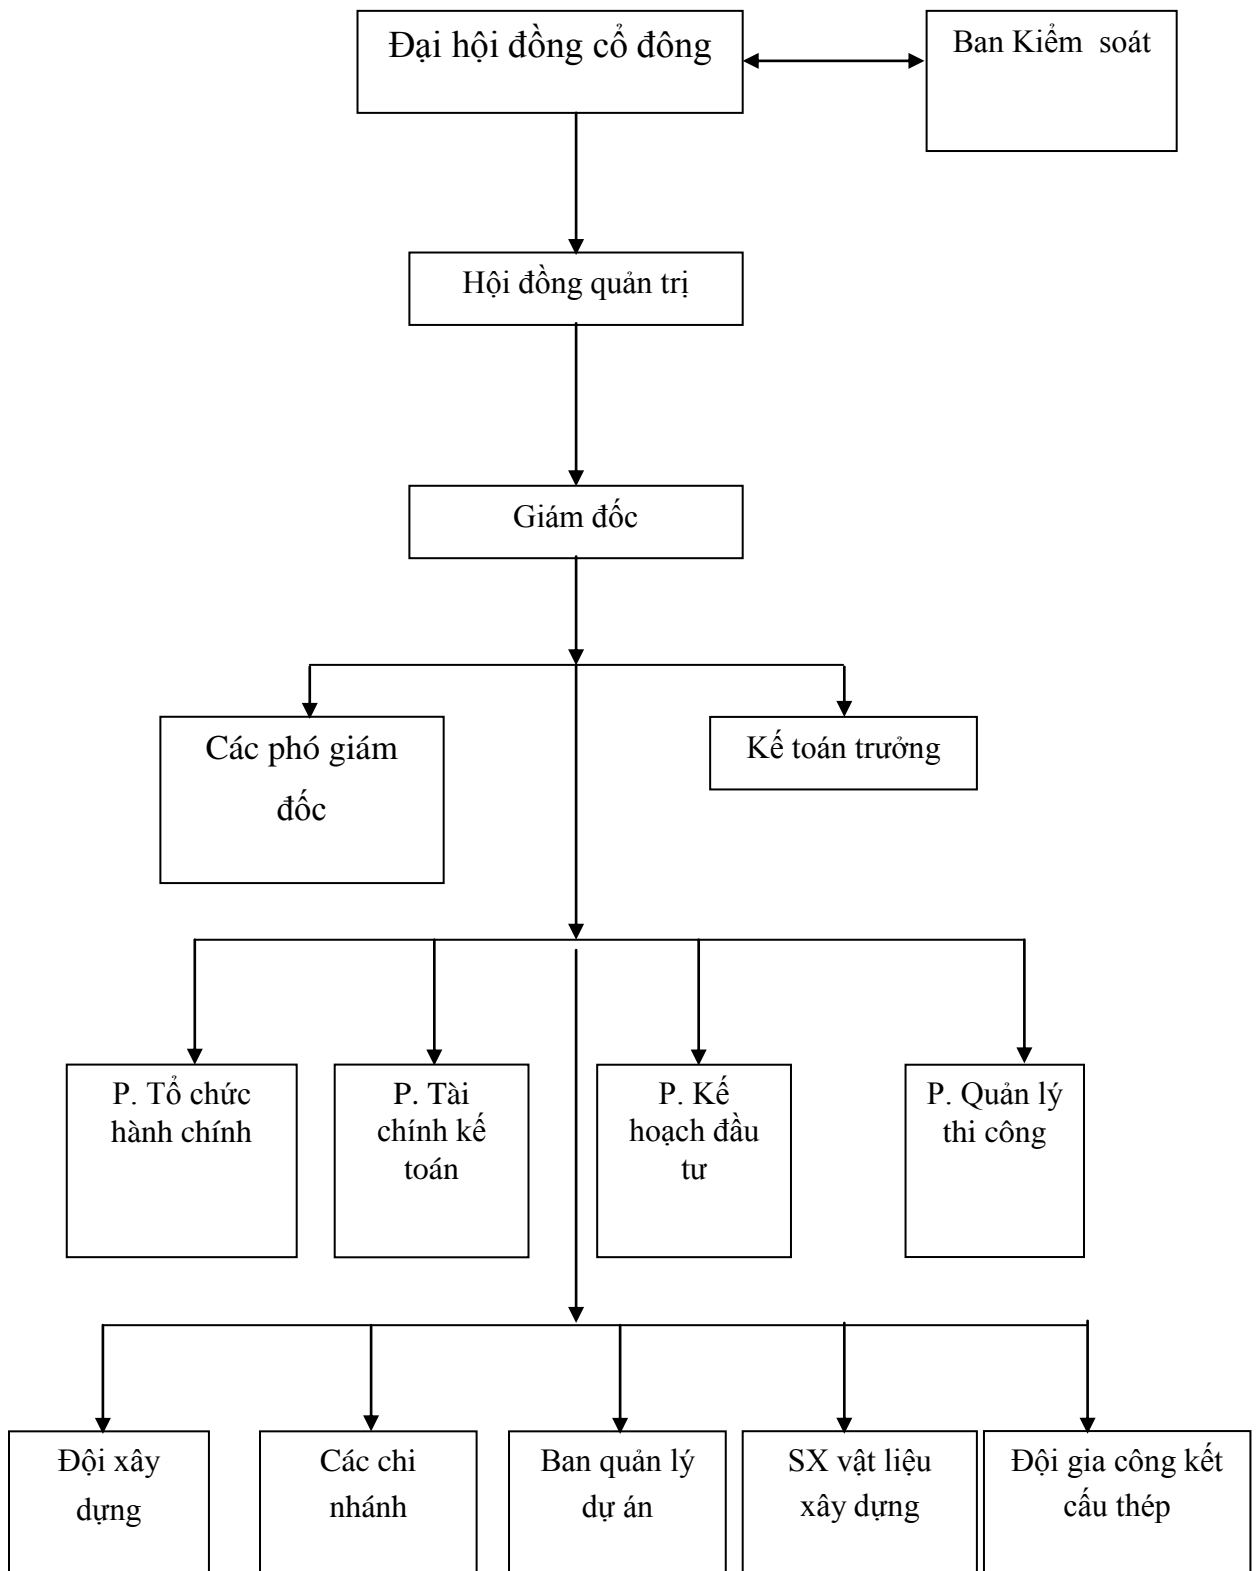 Đại hội đồng cổ đông
Ban Kiểm soát
Hội đồng quản trị
Giám đốc
Các phó giám
đốc
Kế toán trưởng
P. Tổ chức
hành chính
P. Tài
chính kế
toán
P. Kế
hoạch đầu
tư
P. Quản lý
thi công
Đội xây
dựng
Các chi
nhánh
Ban quản lý
dự án
SX vật liệu
xây dựng
Đội gia công kết
cấu thép